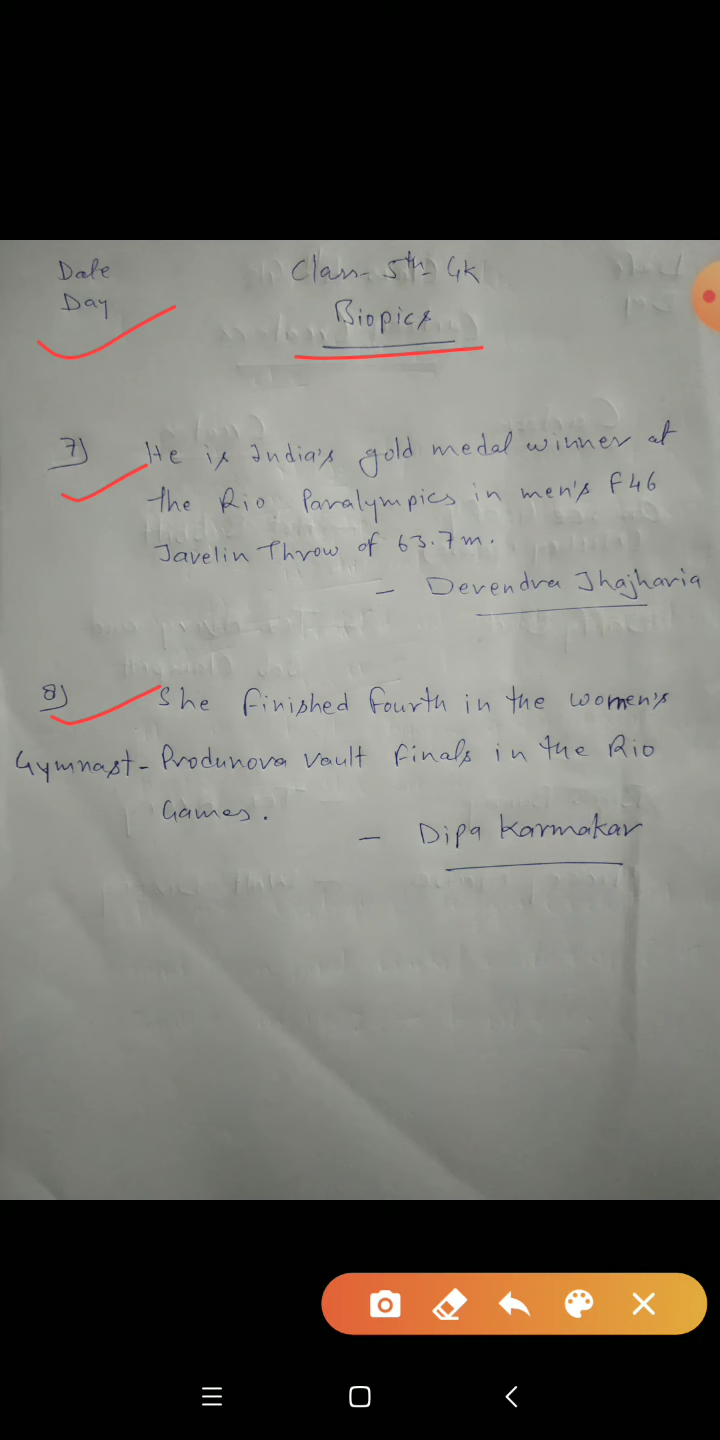 Date
Day
Class- 5th GK
Biopics
7) He is India's gold medal winner at
the Rio Paralympics in men's F46
Javelin Throw of 63.7m.
- Devendra Jhajharia
8) She finished fourth in the women's
Gymnast- Produnova vault finals in the Rio
Games.
- Dipa Karmakar